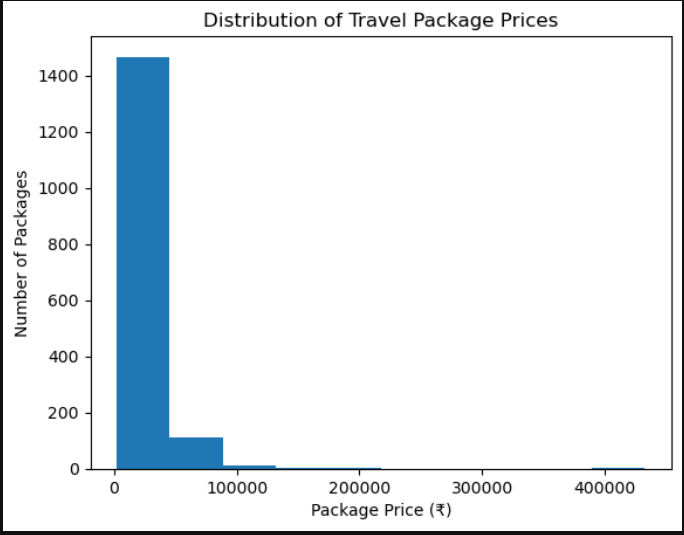 Distribution of Travel Package Prices
1400
1200
1000
800
600
400
200
0
Number of Packages
0 100000 200000 300000 400000
Package Price (₹)